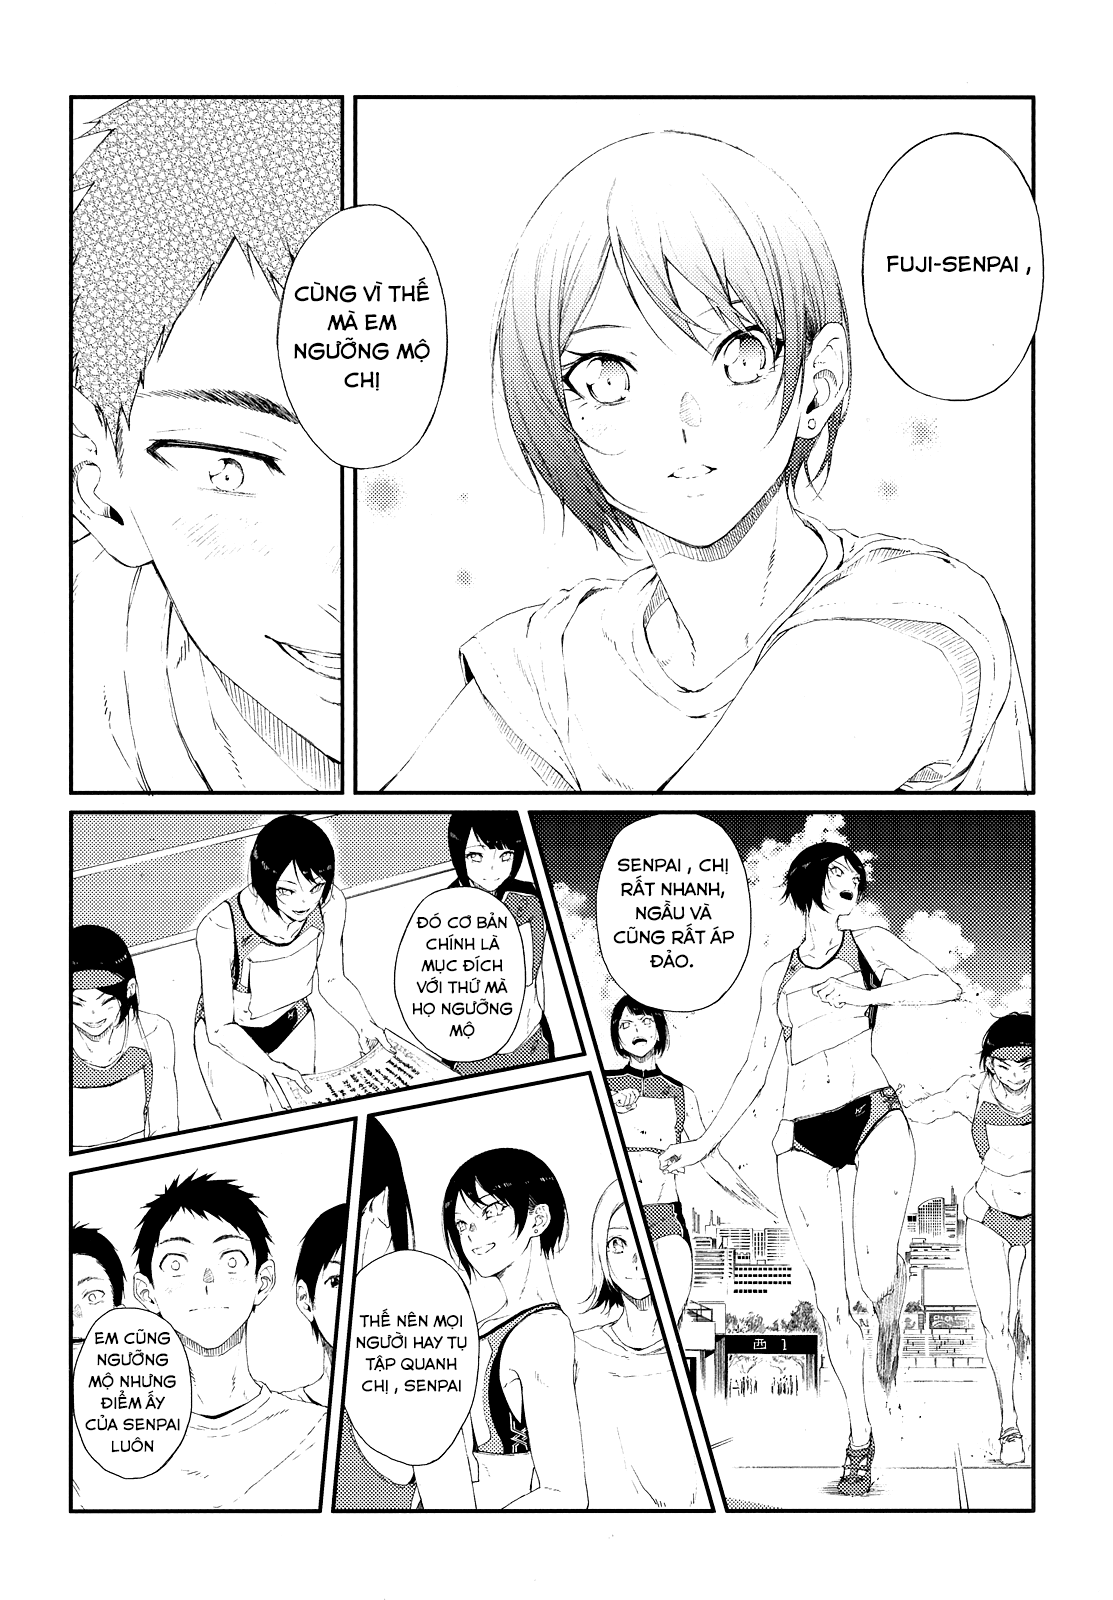 FUJI-SENPAI ,
CÙNG VÌ THẾ
MÀ EM
NGƯỠNG MỘ
CHỊ
SENPAI , CHỊ
RẤT NHANH,
NGẦU VÀ
CŨNG RẤT ÁP
ĐẢO.
西 1
ĐÓ CƠ BẢN
CHÍNH LÀ
MỤC ĐÍCH
VỚI THỨ MÀ
HỌ NGƯỠNG
MỘ
THẾ NÊN MỌI
NGƯỜI HAY TỤ
TẬP QUANH
CHỊ , SENPAI
EM CŨNG
NGƯỠNG
MỘ NHƯNG
ĐIỂM ẤY
CỦA SENPAI
LUÔN